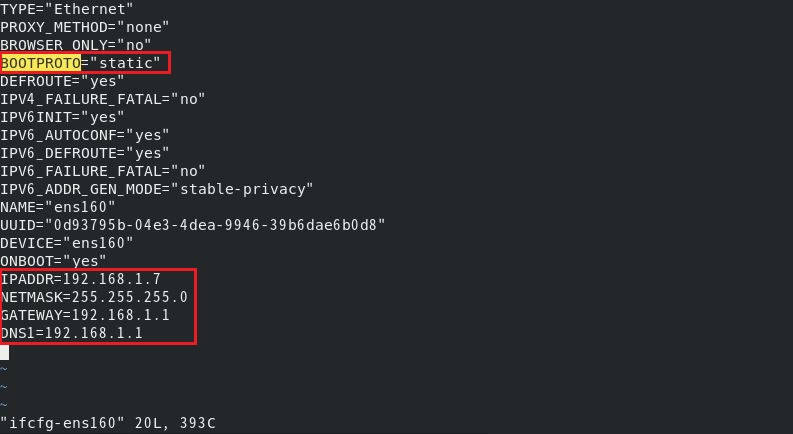 TYPE="Ethernet"
PROXY_METHOD="none"
BROWSER_ONLY="no"
BOOTPROTO="static"
DEFROUTE="yes"
IPV4_FAILURE_FATAL="no"
IPV6INIT="yes"
IPV6_AUTOCONF="yes"
IPV6_DEFROUTE="yes"
IPV6_FAILURE_FATAL="no"
IPV6_ADDR_GEN_MODE="stable-privacy"
NAME="ens160"
UUID="0d93795b-04e3-4dea-9946-39b6dae6b0d8"
DEVICE="ens160"
ONBOOT="yes"
IPADDR=192.168.1.7
NETMASK=255.255.255.0
GATEWAY=192.168.1.1
DNS1=192.168.1.1
~
~
~
"ifcfg-ens160" 20L, 393C